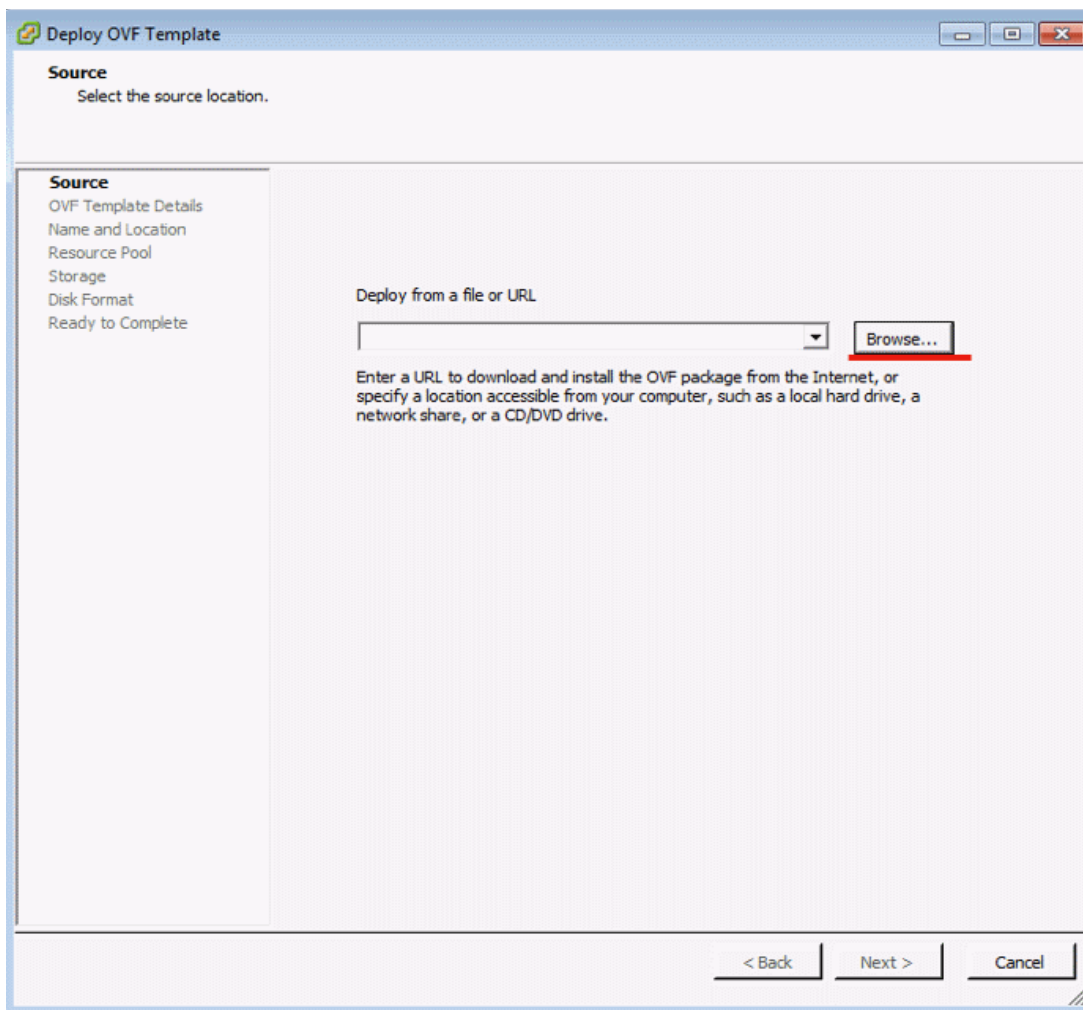 Deploy OVF Template
Source
Select the source location.
Source
OVF Template Details
Name and Location
Resource Pool
Storage
Disk Format
Ready to Complete
Deploy from a file or URL
Browse...
Enter a URL to download and install the OVF package from the Internet, or
specify a location accessible from your computer, such as a local hard drive, a
network share, or a CD/DVD drive.
< Back
Next >
Cancel